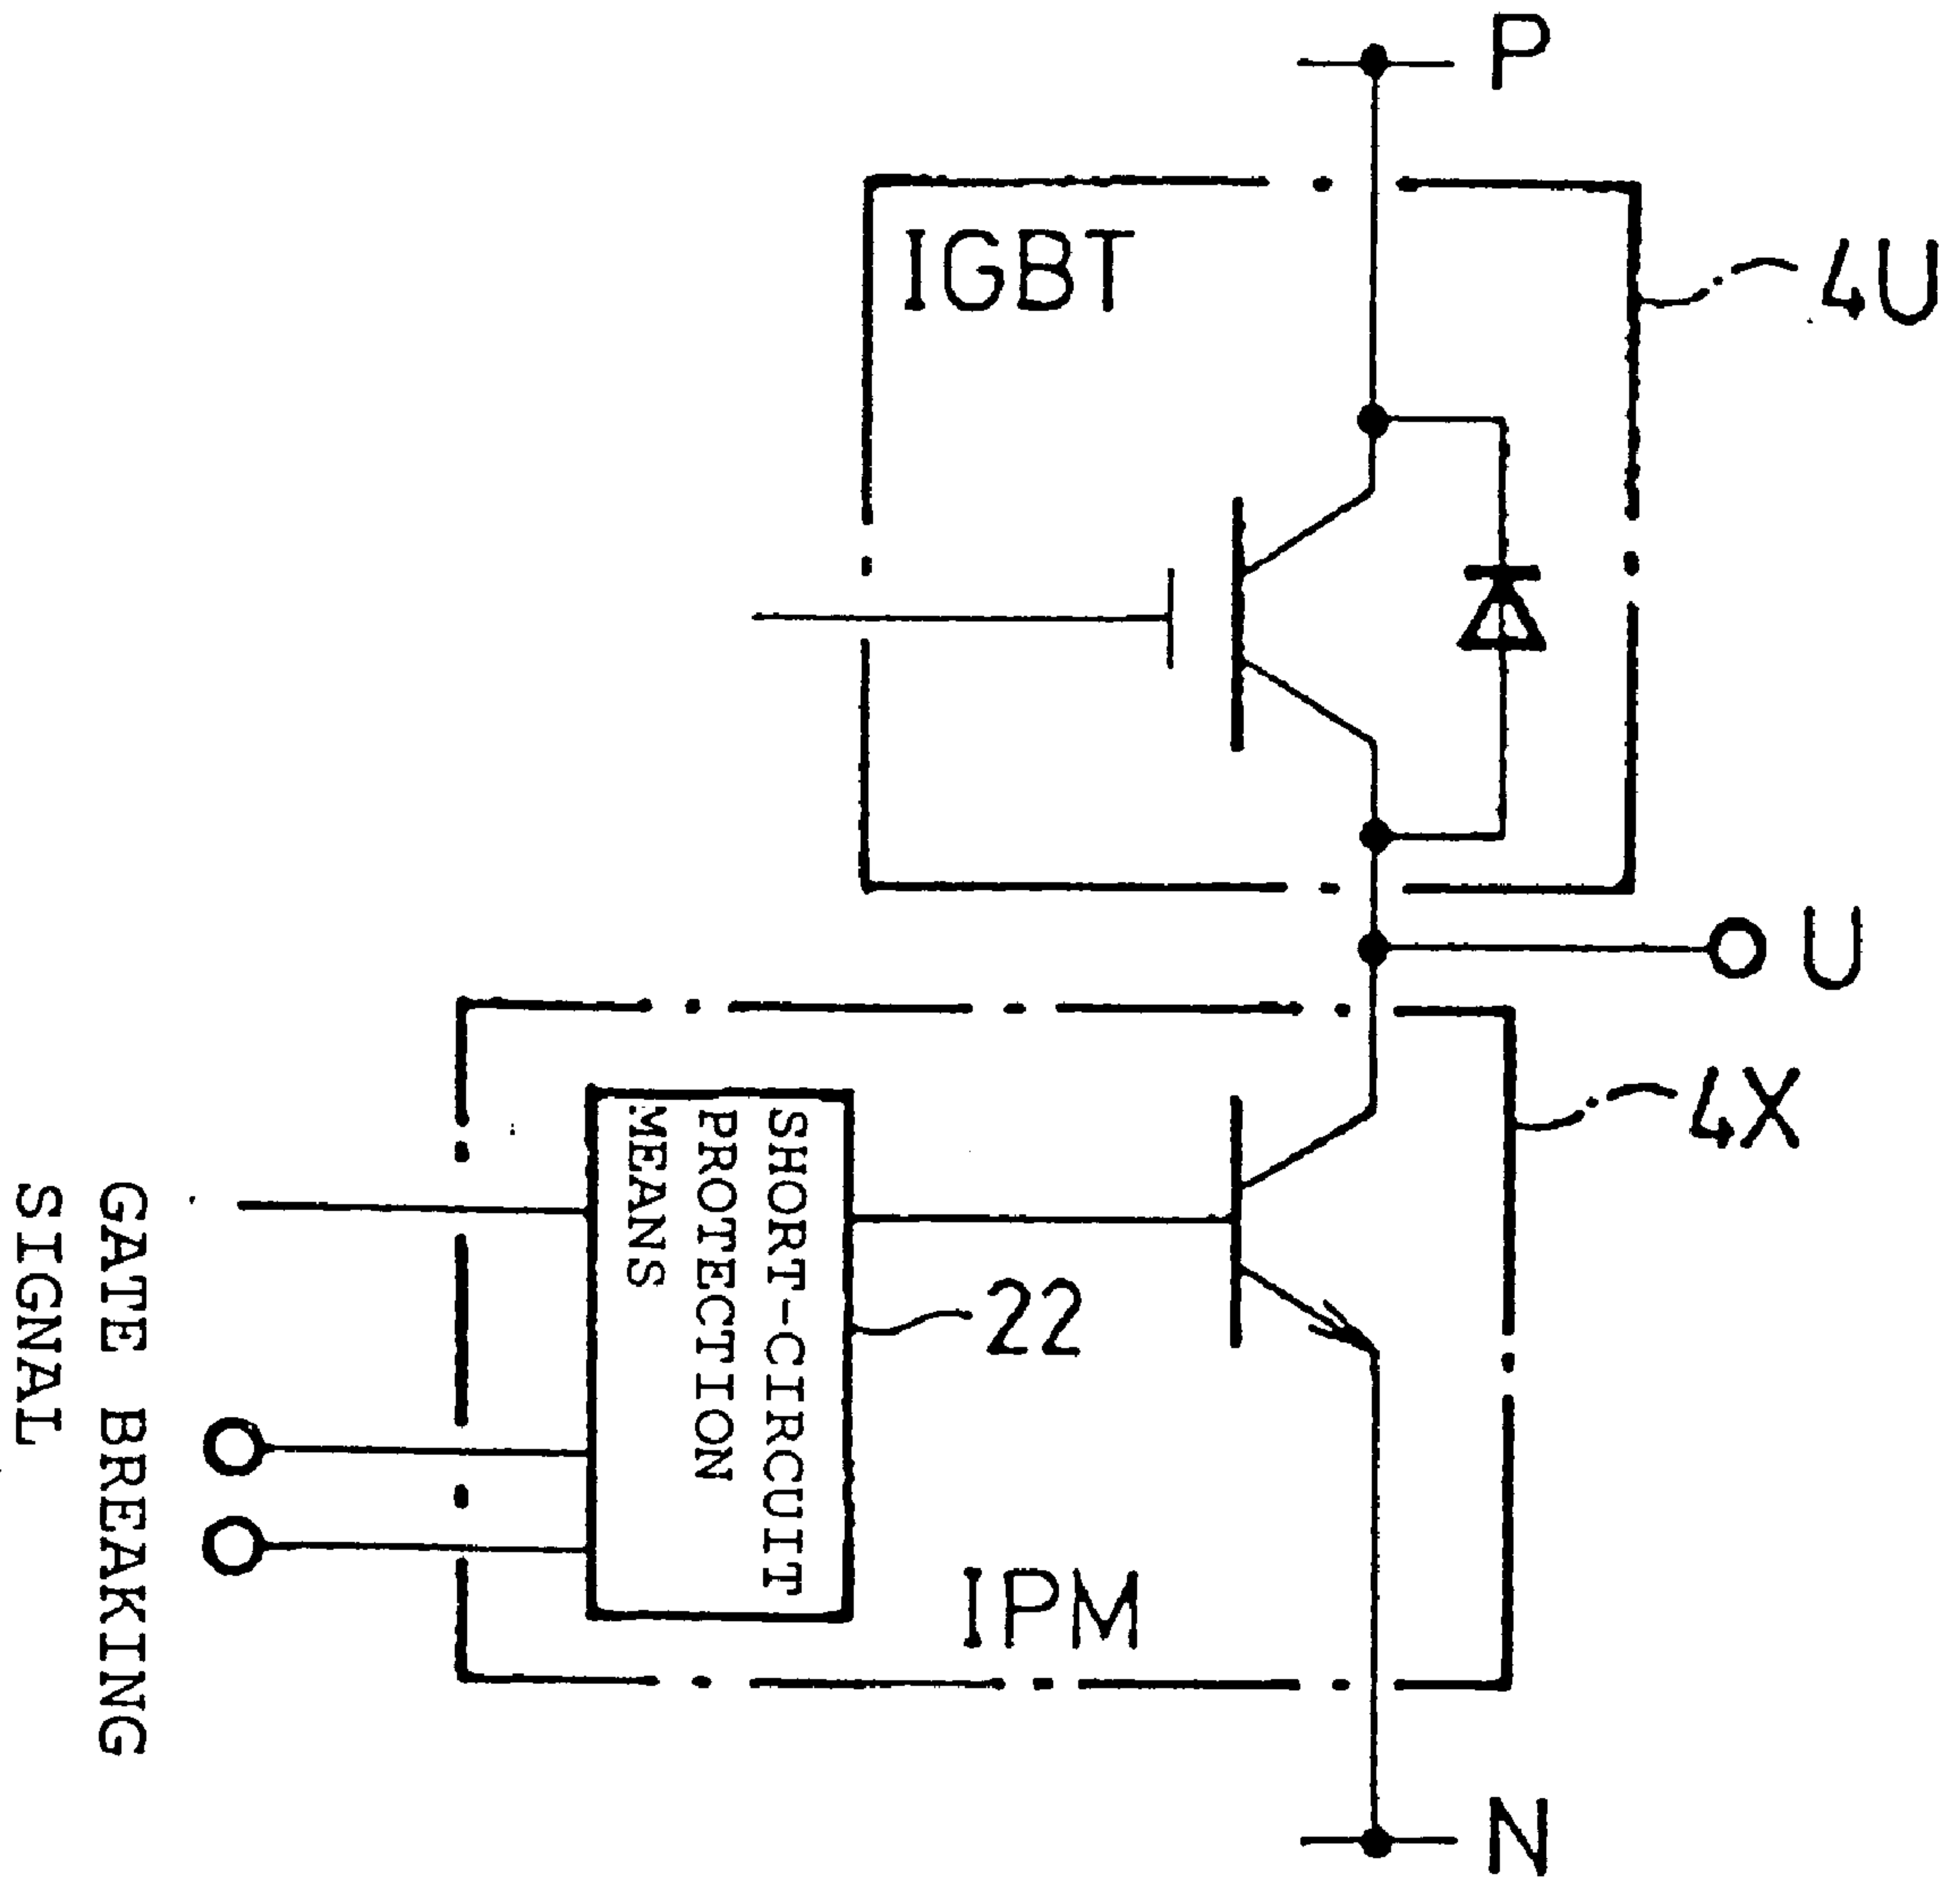 P
IGBT
4U
U
4X
SHORT-CIRCUIT
PROTECTION
MEANS
22
GATE BREAKING
SIGNAL
IPM
N